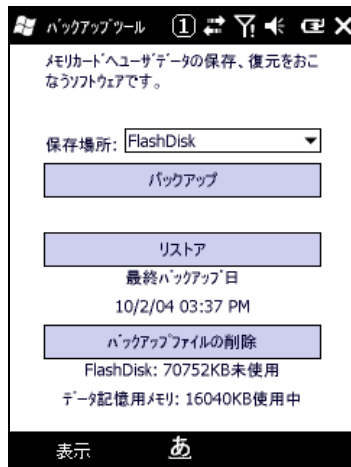 ﾊﾞｯｸｱｯﾌﾟﾂｰﾙ 1
ﾒﾓﾘｶｰﾄﾞへﾕｰｻﾞﾃﾞｰﾀの保存、復元をおこ
なうｿﾌﾄｳｪｱです。
保存場所: FlashDisk
ﾊﾞｯｸｱｯﾌﾟ
ﾘｽﾄｱ
最終ﾊﾞｯｸｱｯﾌﾟ日
10/2/04 03:37 PM
ﾊﾞｯｸｱｯﾌﾟﾌｧｲﾙの削除
FlashDisk: 70752KB未使用
ﾃﾞｰﾀ記憶用ﾒﾓﾘ: 16040KB使用中
表示 あ